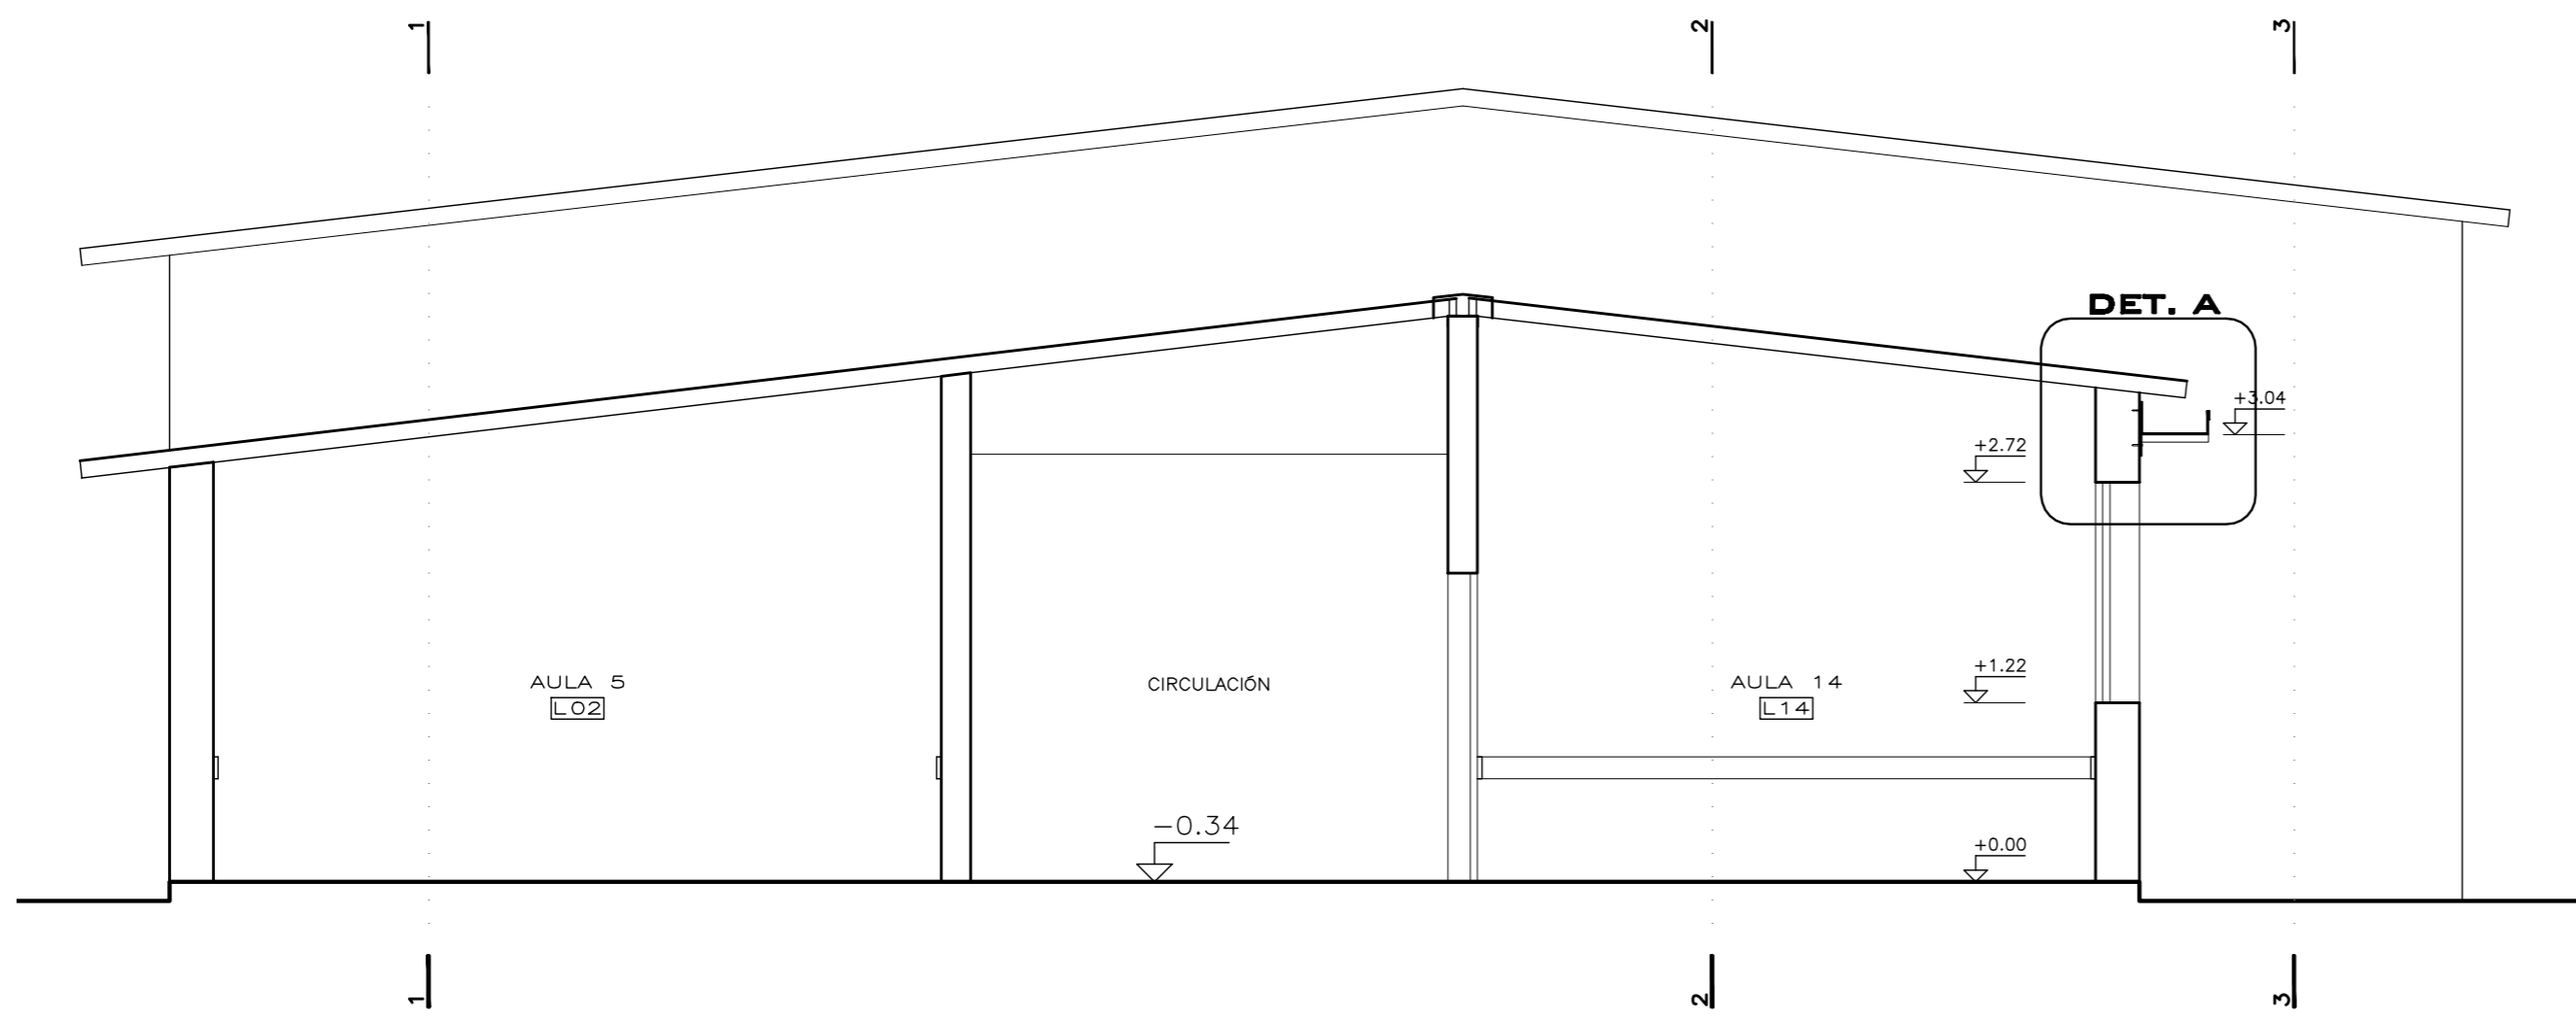 1
2
3
DET. A
+3.04
+2.72
AULA 5
L02
CIRCULACIóN
AULA 14
L14
+1.22
-0.34
+0.00
1
2
3